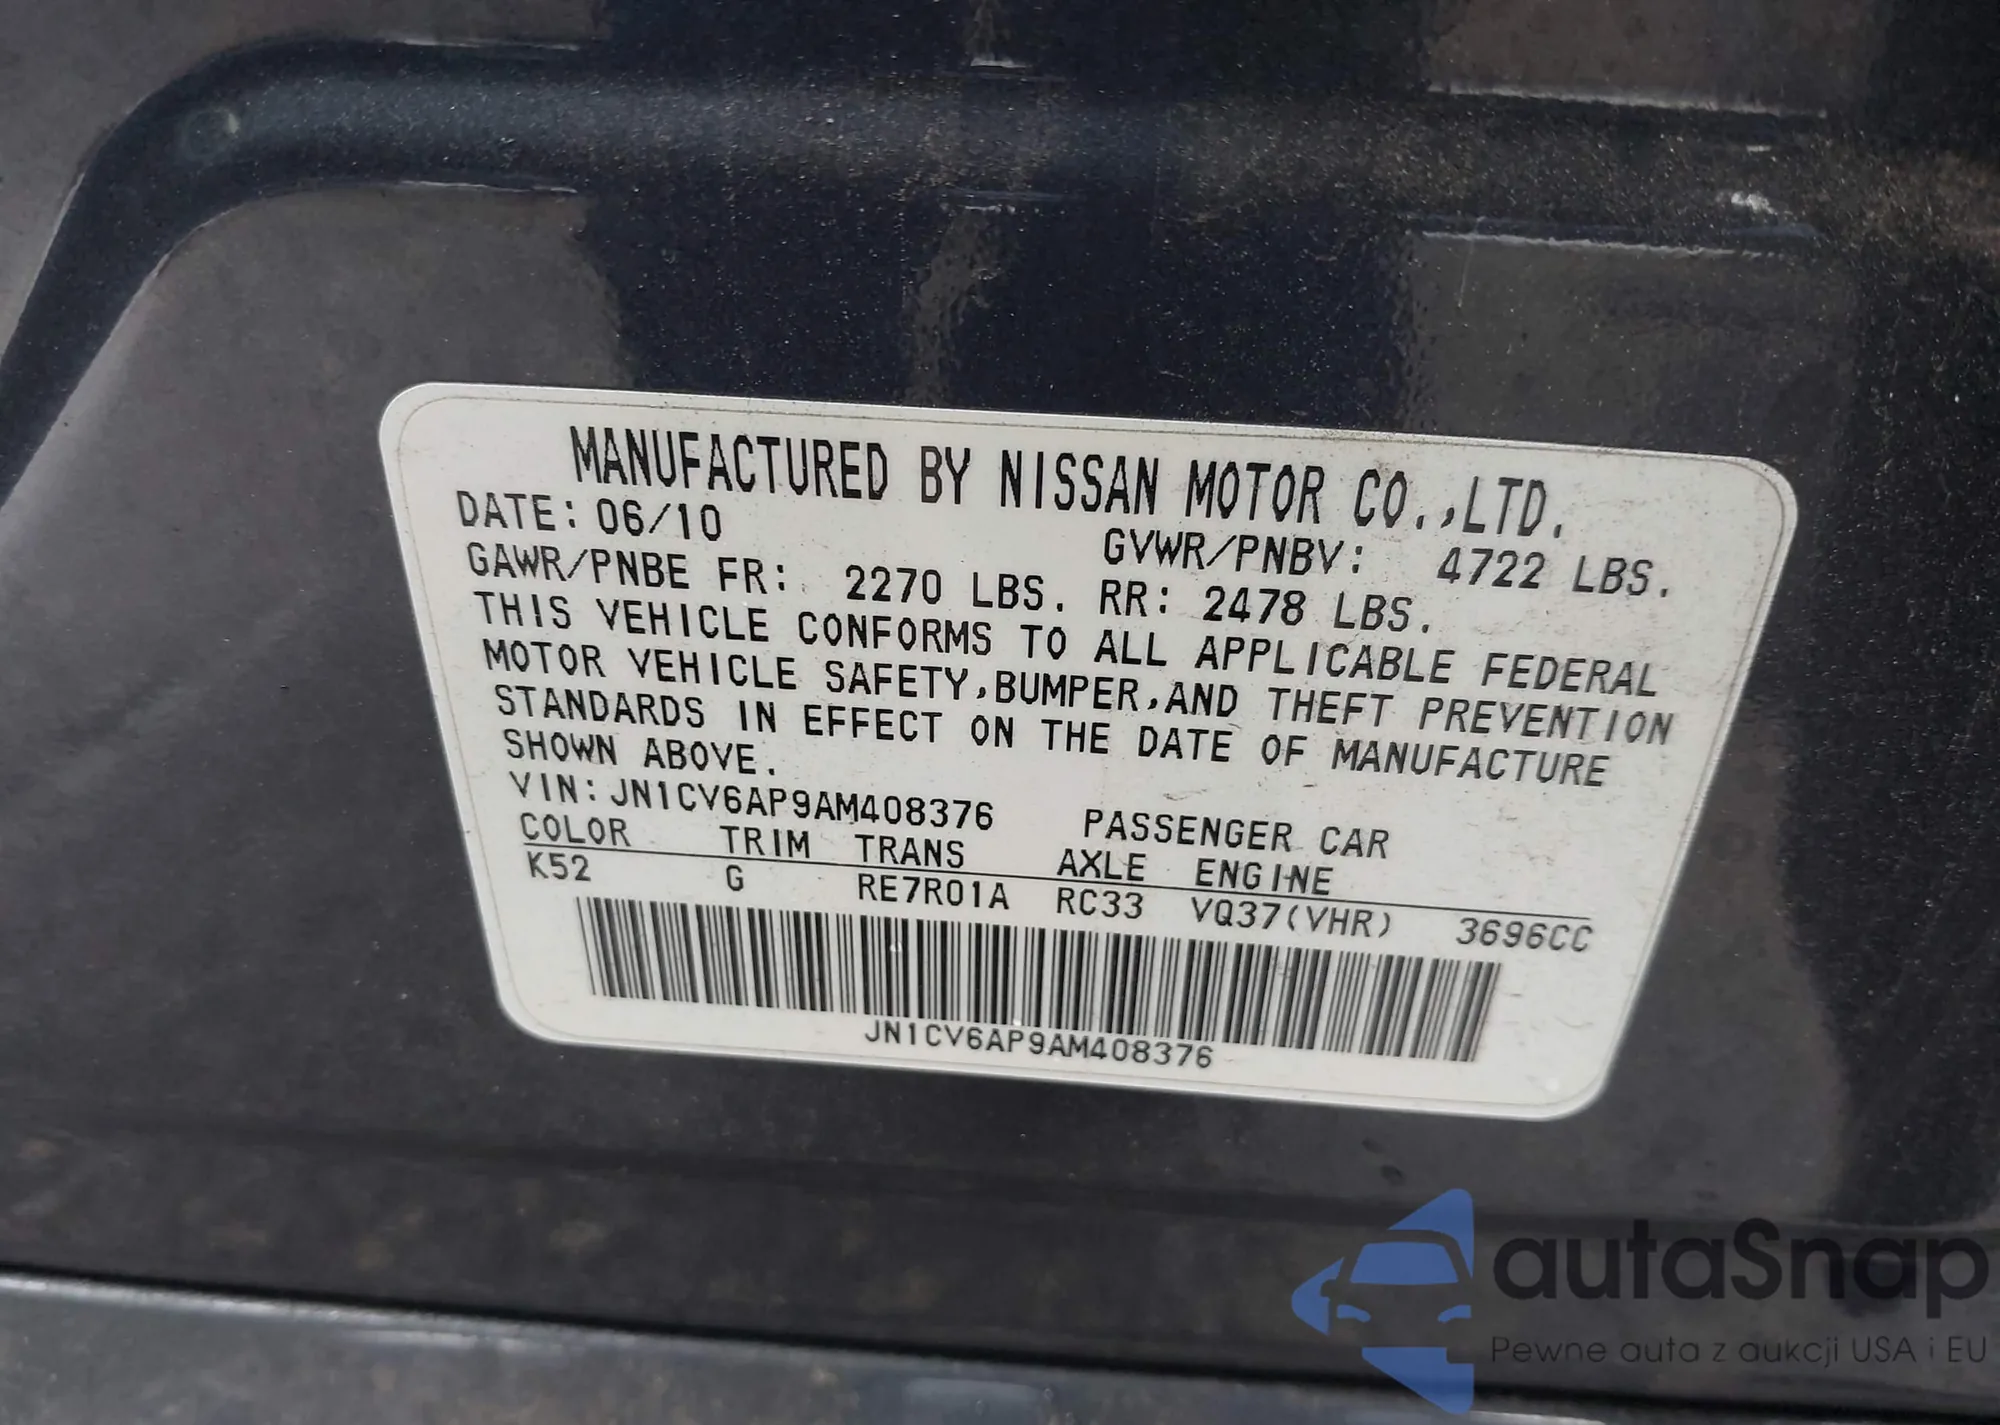 MANUFACTURED BY NISSAN MOTOR CO.,LTD.
DATE: 06/10 GVWR/PNBV: 4722 LBS.
GAWR/PNBE FR: 2270 LBS. RR: 2478 LBS.
THIS VEHICLE CONFORMS TO ALL APPLICABLE FEDERAL
MOTOR VEHICLE SAFETY,BUMPER,AND THEFT PREVENTION
STANDARDS IN EFFECT ON THE DATE OF MANUFACTURE
SHOWN ABOVE.
VIN: JN1CV6AP9AM408376 PASSENGER CAR
COLOR TRIM TRANS AXLE ENGINE
K52 G RE7R01A RC33 VQ37(VHR) 3696CC
JN1CV6AP9AM408376
autaSnap
Pewne auta z aukcji USA i EU